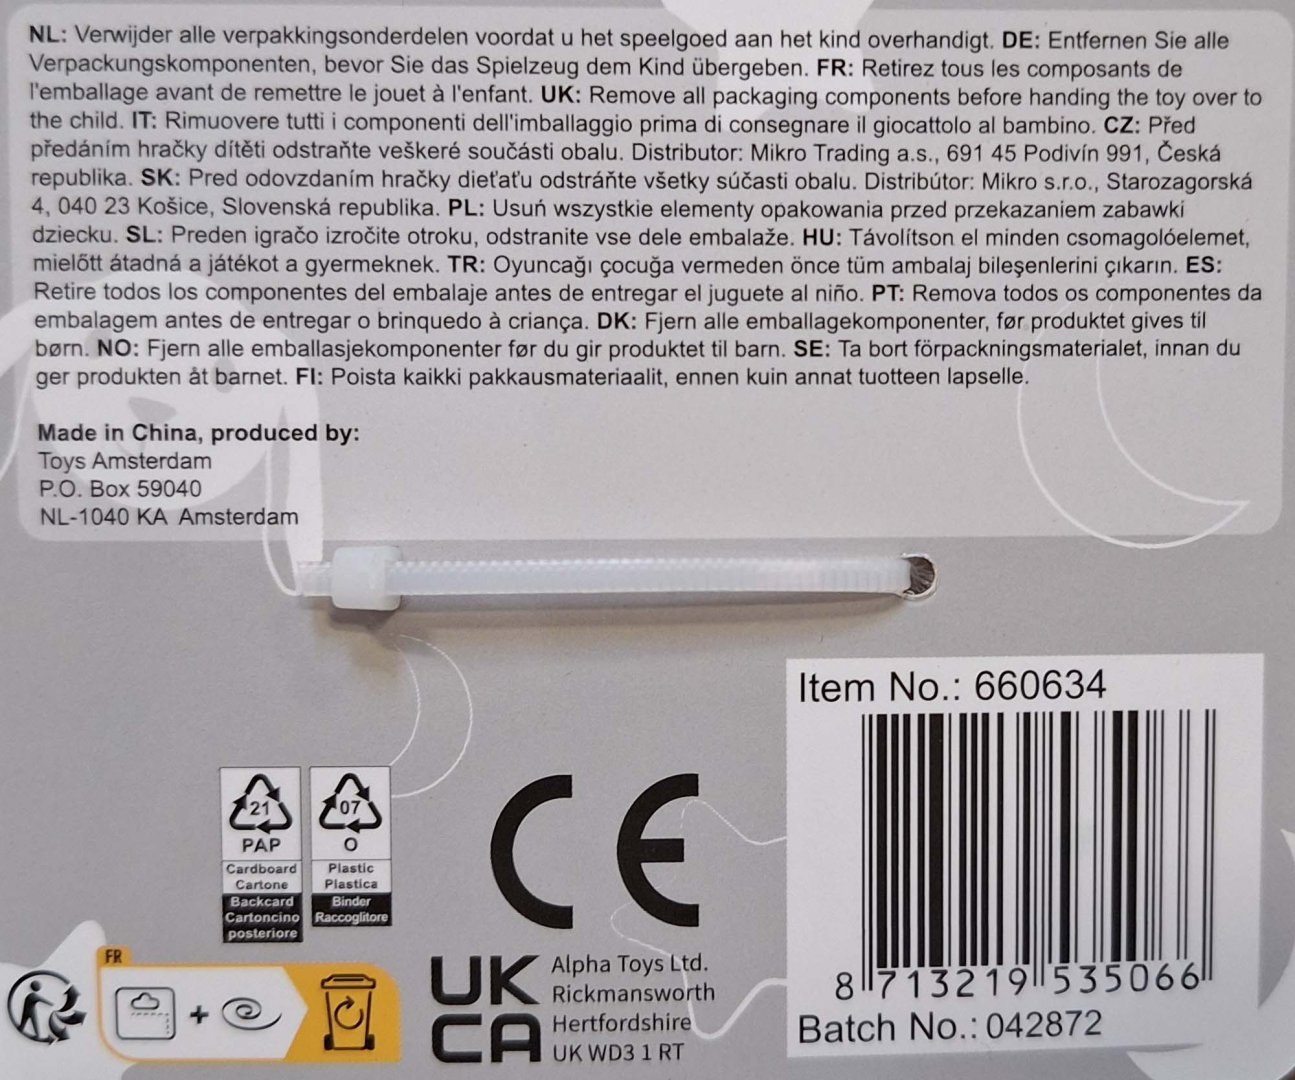 NL: Verwijder alle verpakkingsonderdelen voordat u het speelgoed aan het kind overhandigt. DE: Entfernen Sie alle
Verpackungskomponenten, bevor Sie das Spielzeug dem Kind übergeben. FR: Retirez tous les composants de
l'emballage avant de remettre le jouet à l'enfant. UK: Remove all packaging components before handing the toy over to
the child. IT: Rimuovere tutti i componenti dell'imballaggio prima di consegnare il giocattolo al bambino. CZ: Před
předáním hračky dítěti odstraňte veškeré součásti obalu. Distributor: Mikro Trading a.s., 691 45 Podivín 991, Česká
republika. SK: Pred odovzdaním hračky dieťaťu odstráňte všetky súčasti obalu. Distribútor: Mikro s.r.o., Starozagorská
4, 040 23 Košice, Slovenská republika. PL: Usuń wszystkie elementy opakowania przed przekazaniem zabawki
dziecku. SL: Preden igračo izročite otroku, odstranite vse dele embalaže. HU: Távolítson el minden csomagolóelemet,
mielőtt átadná a játékot a gyermeknek. TR: Oyuncağı çocuğa vermeden önce tüm ambalaj bileşenlerini çıkarın. ES:
Retire todos los componentes del embalaje antes de entregar el juguete al niño. PT: Remova todos os componentes da
embalagem antes de entregar o brinquedo à criança. DK: Fjern alle emballagekomponenter, før produktet gives til
børn. NO: Fjern alle emballasjekomponenter før du gir produktet til barn. SE: Ta bort förpackningsmaterialet, innan du
ger produkten åt barnet. FI: Poista kaikki pakkausmateriaalit, ennen kuin annat tuotteen lapselle.
Made in China, produced by:
Toys Amsterdam
P.O. Box 59040
NL-1040 KA Amsterdam
Item No.: 660634
8 713219 535066
Batch No.: 042872
21
PAP
Cardboard
Cartone
Backcard
Cartoncino
posteriore
07
O
Plastic
Plastica
Binder
Raccoglitore
CE
FR
+
UK
CA
Alpha Toys Ltd.
Rickmansworth
Hertfordshire
UK WD3 1 RT